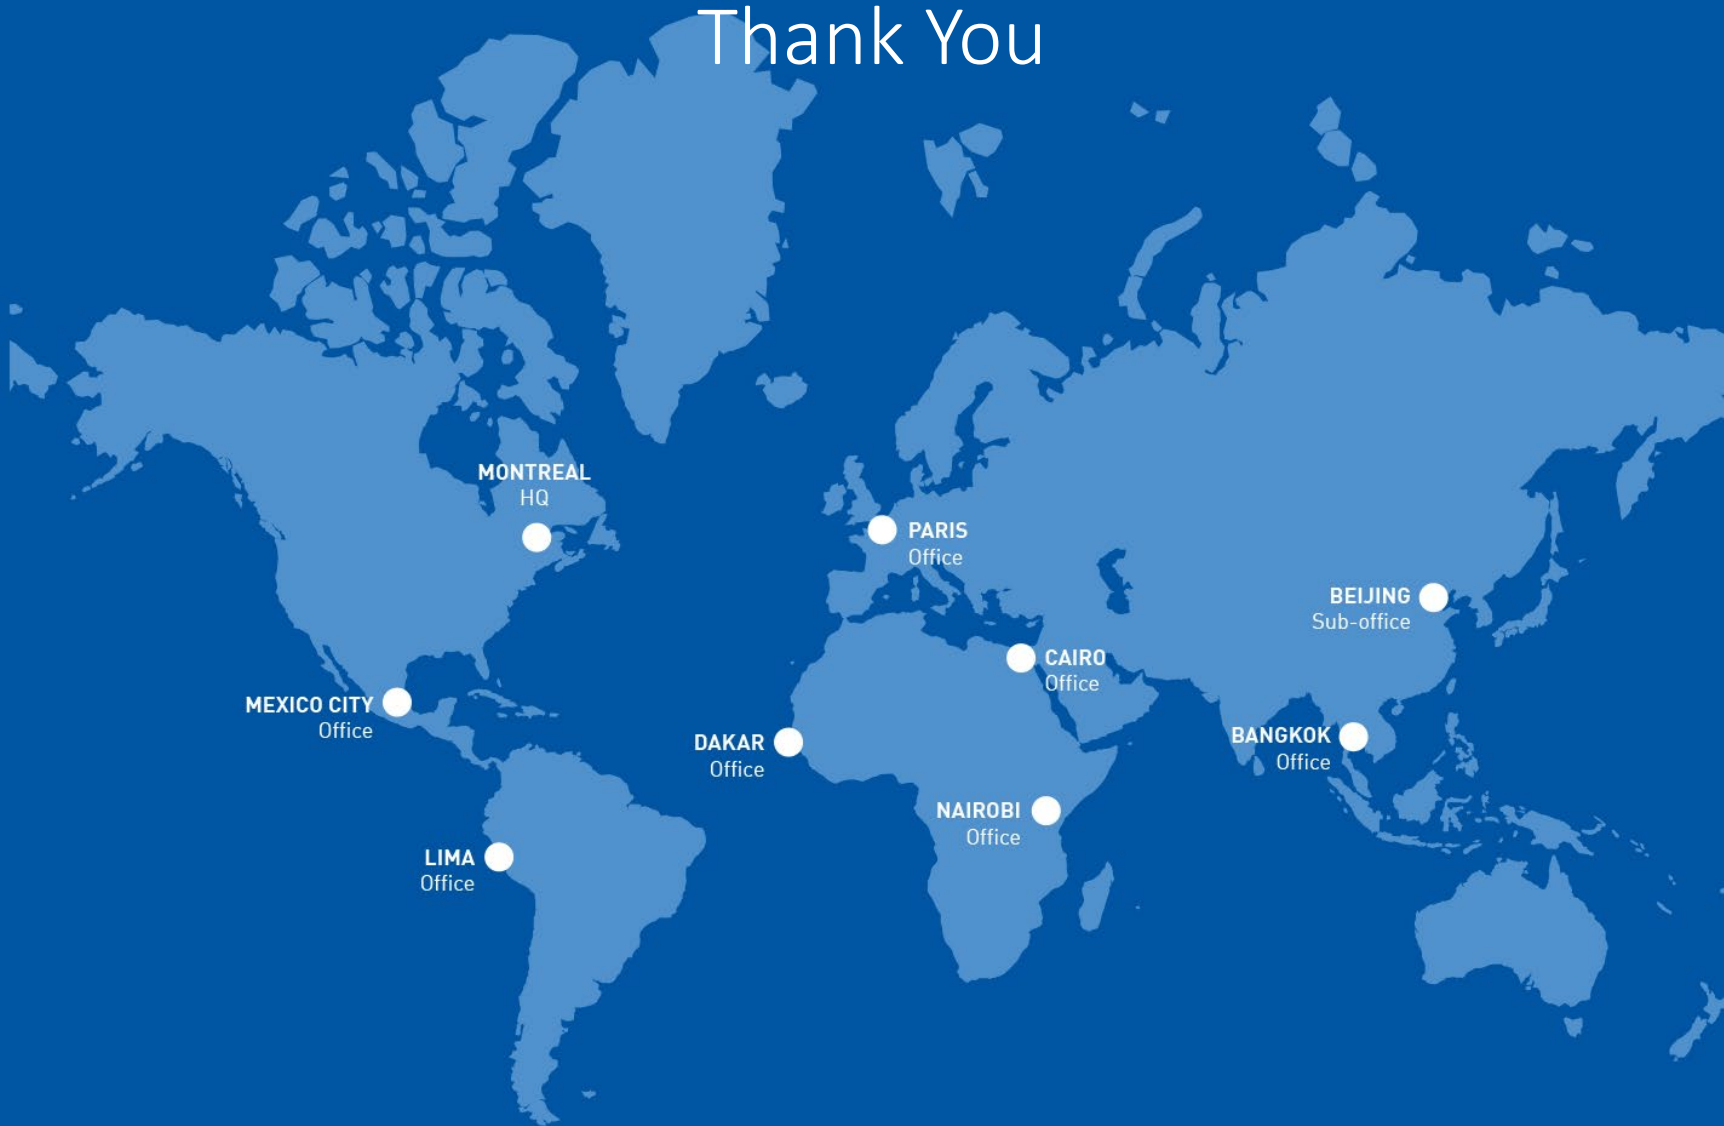 Thank You
MONTREAL
HQ
PARIS
Office
BEIJING
Sub-office
CAIRO
Office
MEXICO CITY
Office
DAKAR
Office
BANGKOK
Office
NAIROBI
Office
LIMA
Office